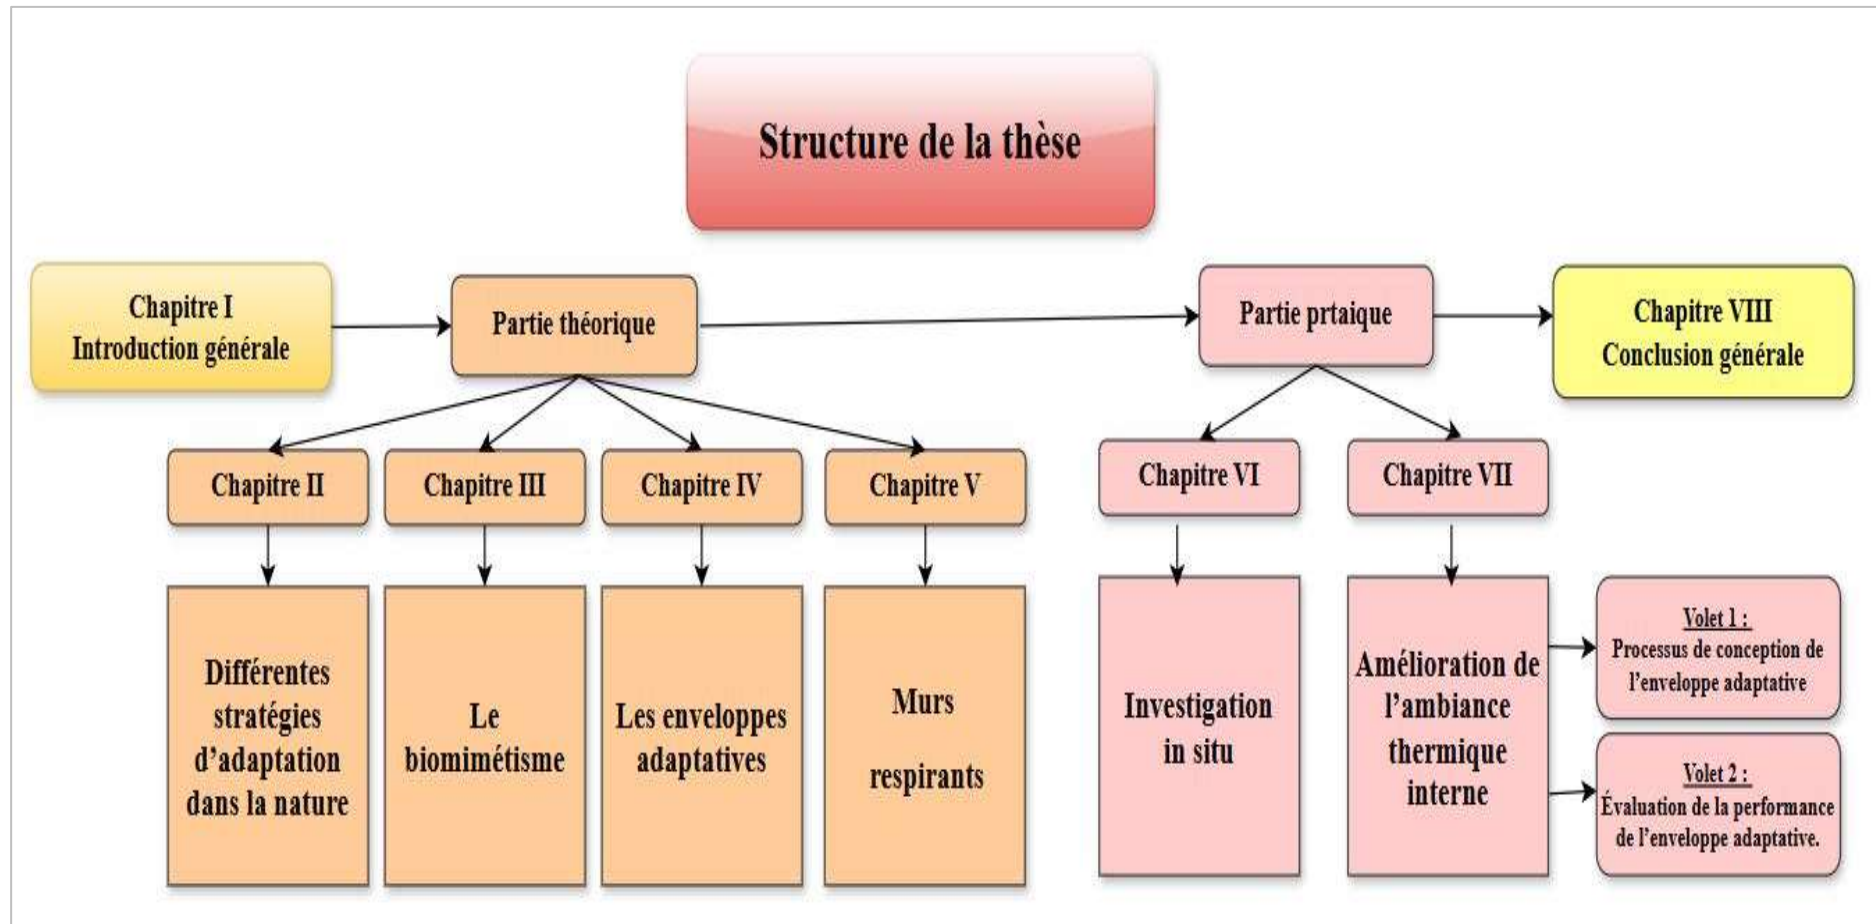 Structure de la thèse
Chapitre I
Introduction générale
Partie théorique
Partie prtaique
Chapitre VIII
Conclusion générale
Chapitre II
Chapitre III
Chapitre IV
Chapitre V
Chapitre VI
Chapitre VII
Différentes
stratégies
d’adaptation
dans la nature
Le
biomimétisme
Les enveloppes
adaptatives
Murs
respirants
Investigation
in situ
Amélioration de
l’ambiance
thermique
interne
Volet 1 :
Processus de conception de
l’enveloppe adaptative
Volet 2 :
Évaluation de la performance
de l’enveloppe adaptative.